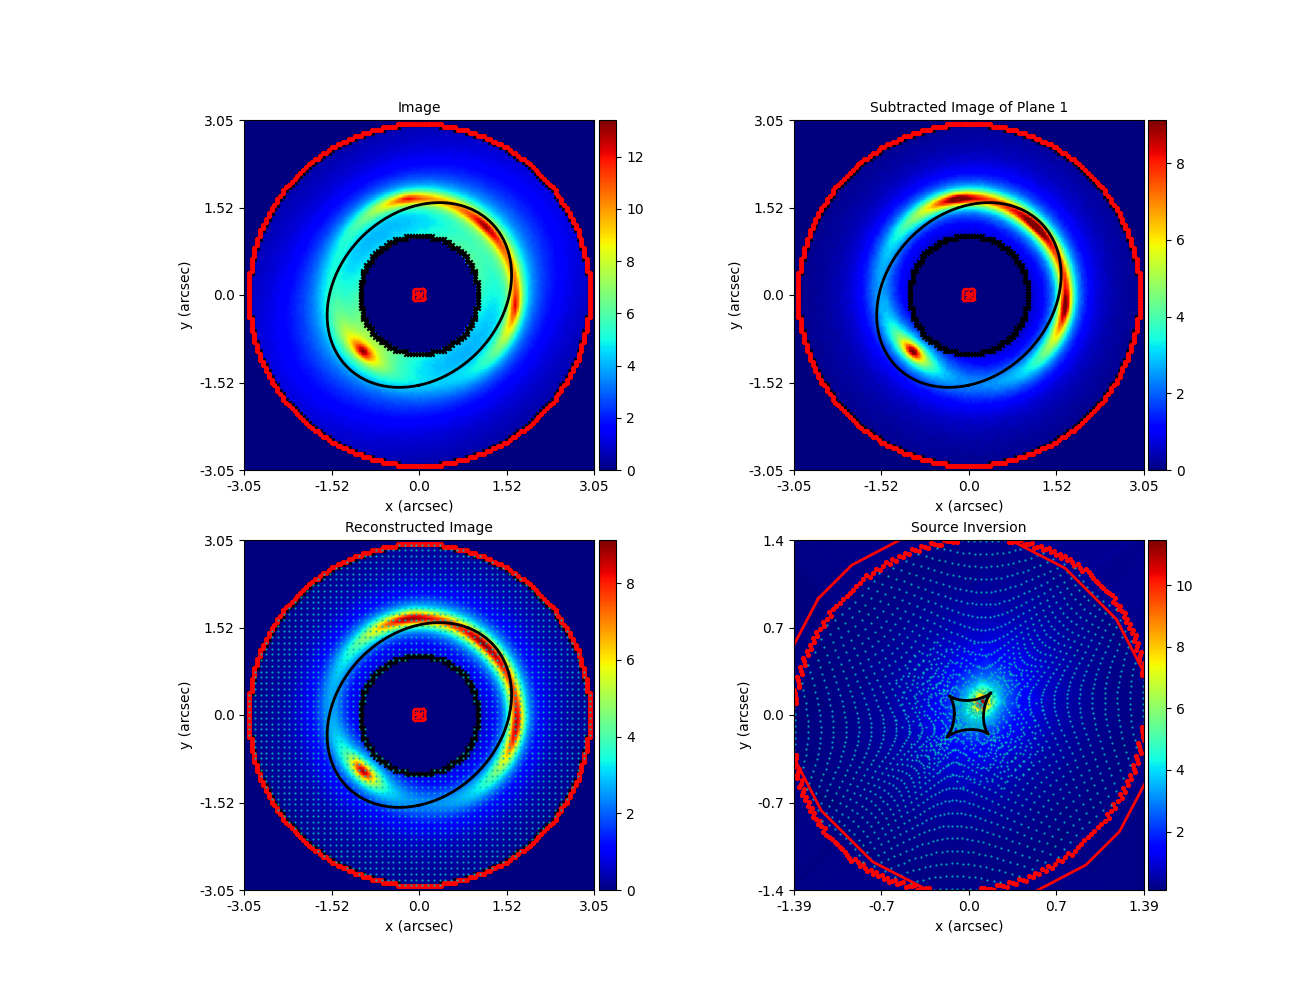 Image
3.05
1.52
0.0
-1.52
-3.05
y (arcsec)
-3.05 -1.52 0.0 1.52 3.05
x (arcsec)
12
10
8
6
4
2
0
Subtracted Image of Plane 1
3.05
1.52
0.0
-1.52
-3.05
y (arcsec)
-3.05 -1.52 0.0 1.52 3.05
x (arcsec)
8
6
4
2
0
Reconstructed Image
3.05
1.52
0.0
-1.52
-3.05
y (arcsec)
-3.05 -1.52 0.0 1.52 3.05
x (arcsec)
8
6
4
2
0
Source Inversion
1.4
0.7
0.0
-0.7
-1.4
y (arcsec)
-1.39 -0.7 0.0 0.7 1.39
x (arcsec)
10
8
6
4
2